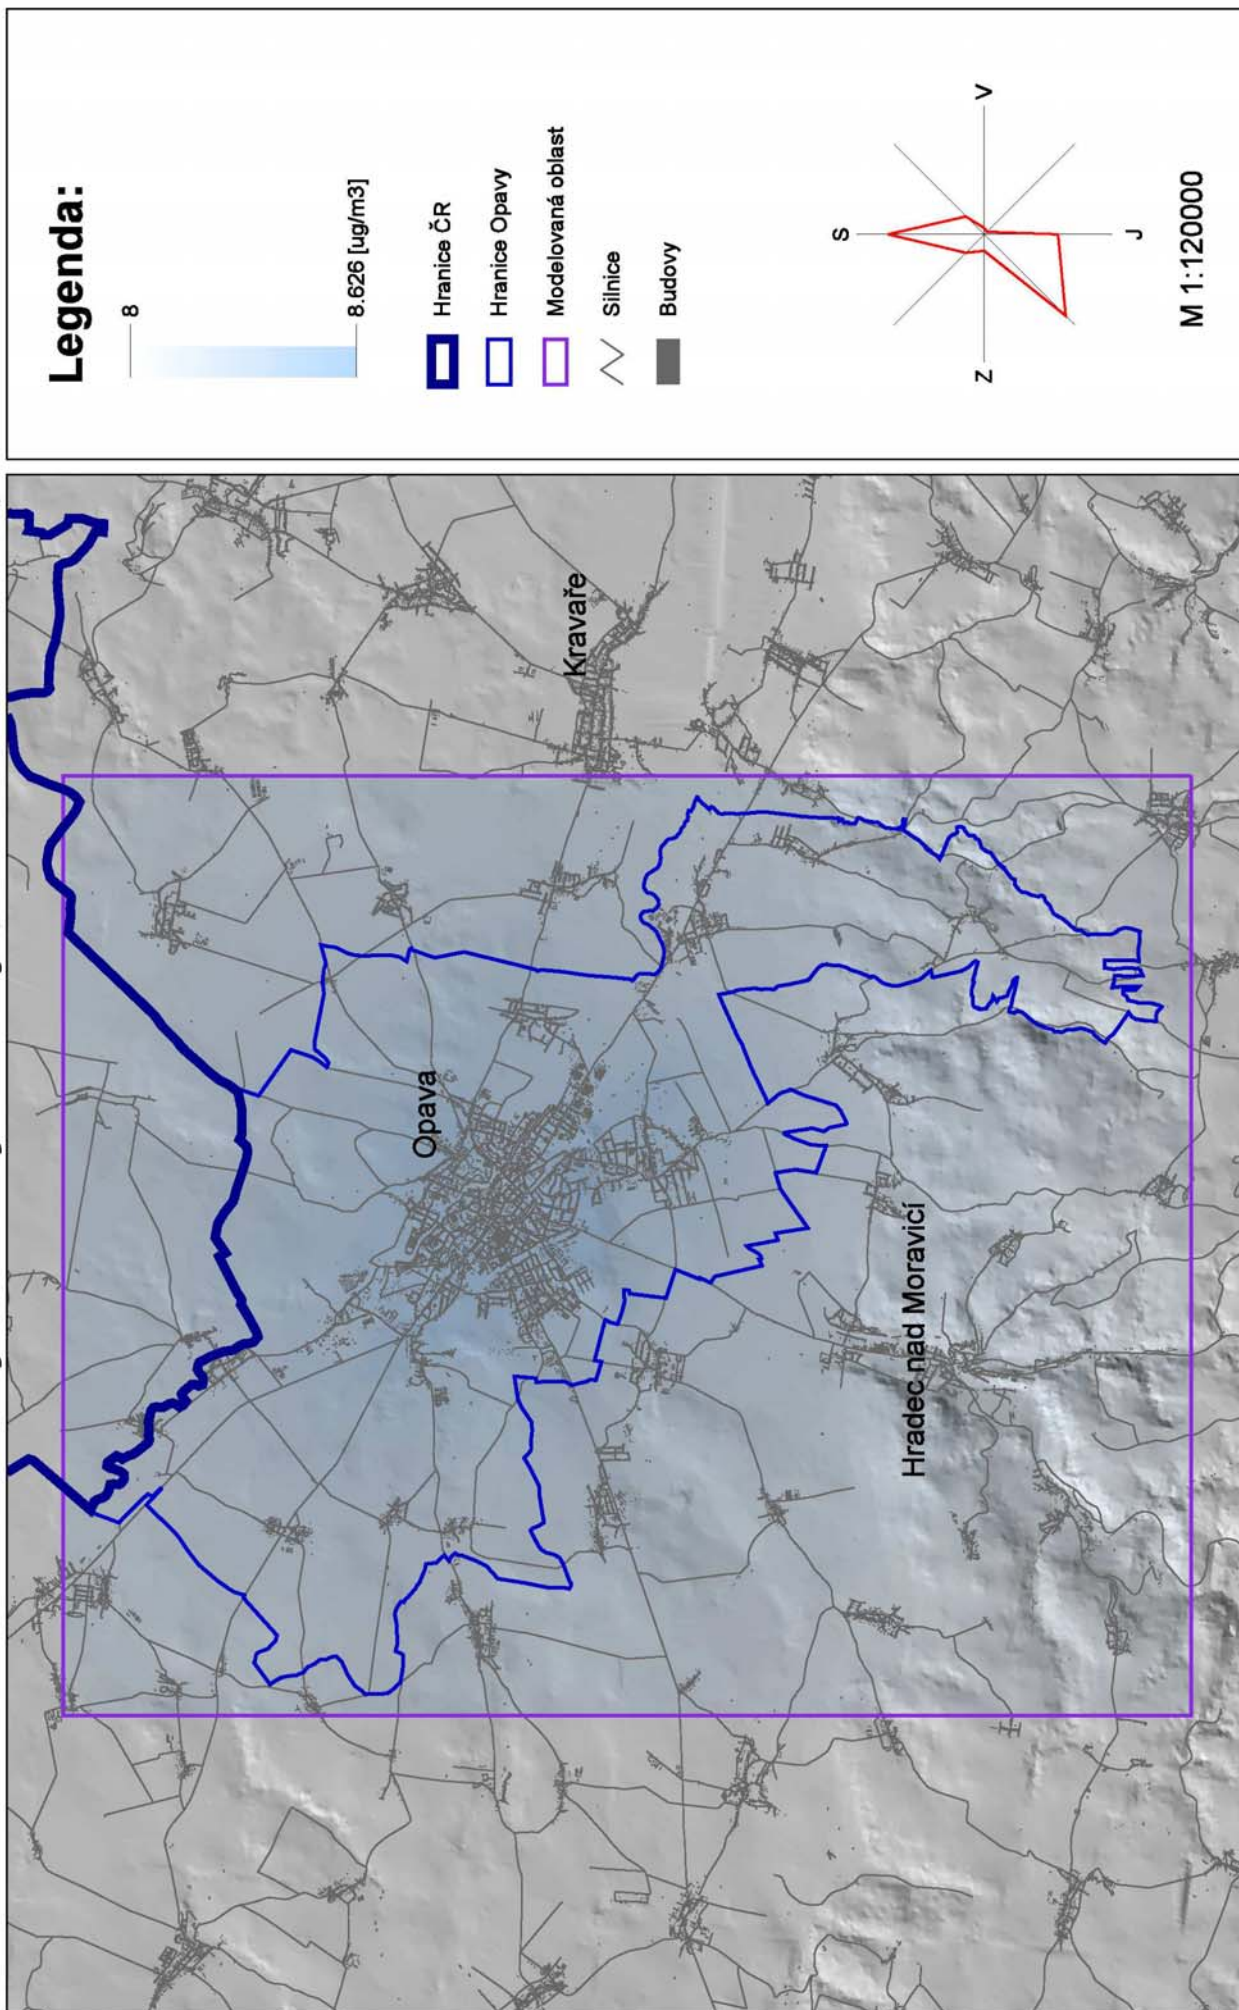 Legenda:
8
8.626 [ug/m3]
Hranice ČR
Hranice Opavy
Modelovaná oblast
Silnice
Budovy
S
V
Z
J
M 1:120000
Opava
Kravaře
Hradec nad Moravicí